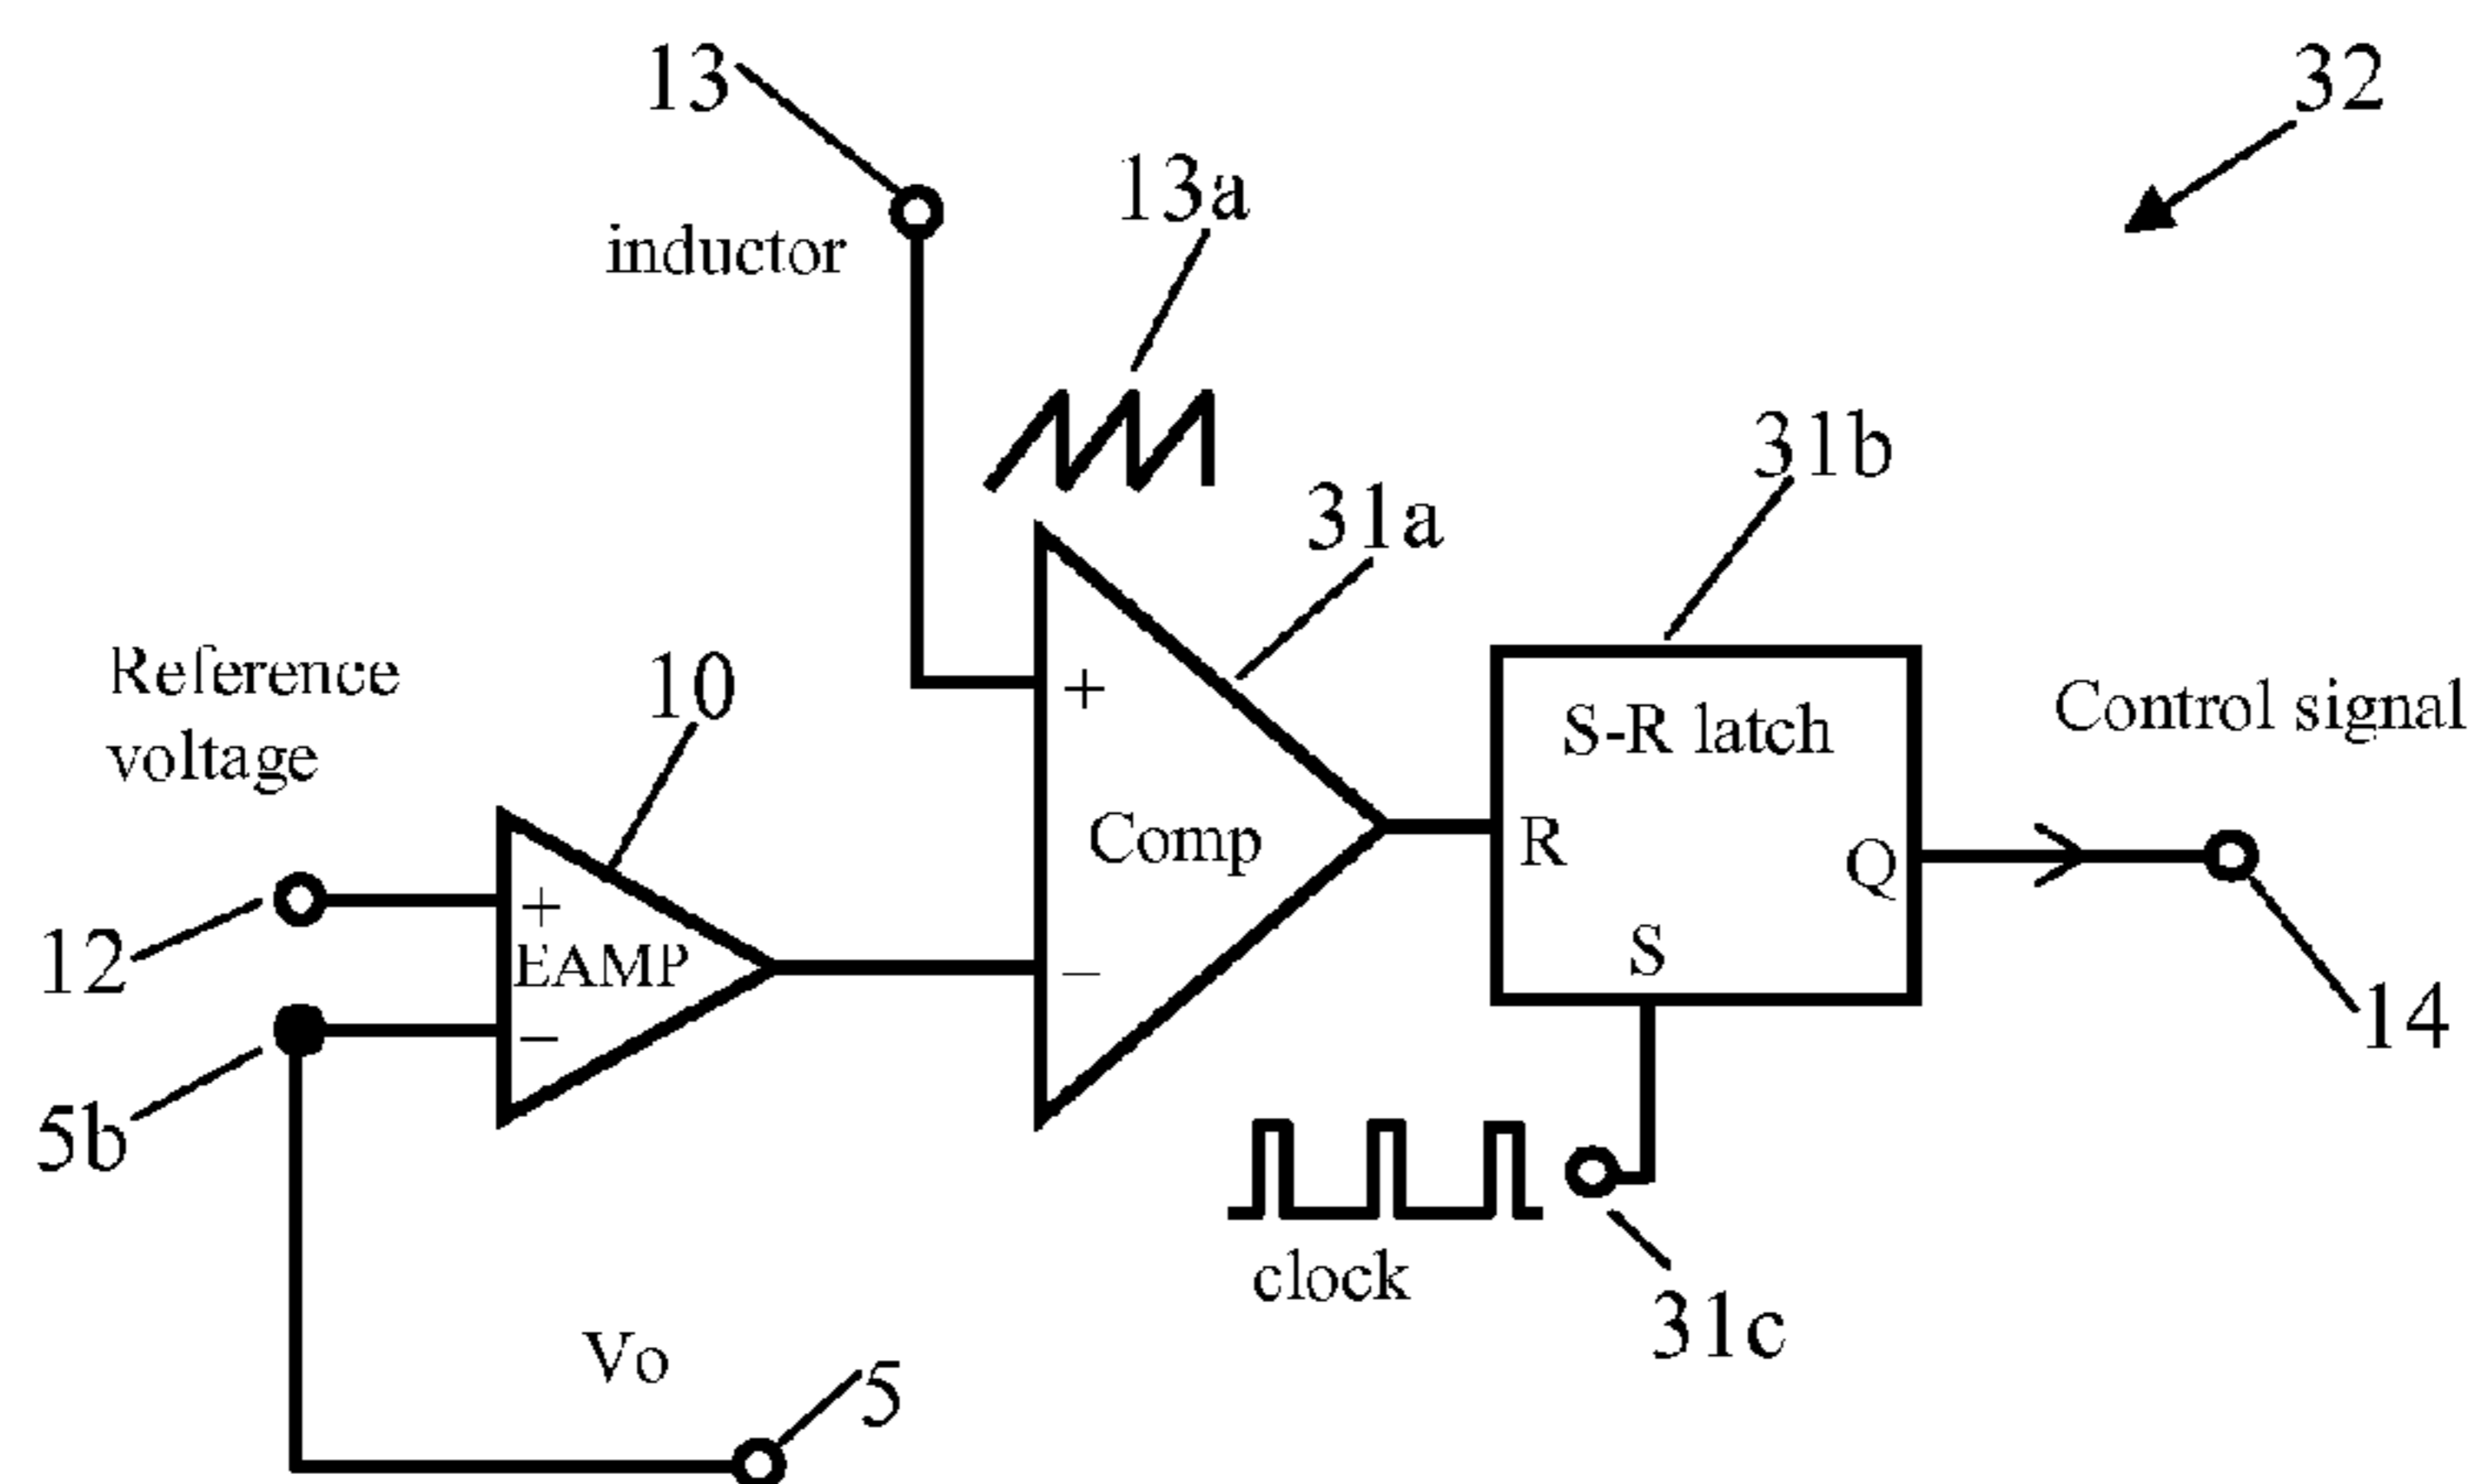 13
32
13a
inductor
31b
31a
Reference
voltage
10
S-R latch
Control signal
+
Comp
R
Q
+
EAMP
–
12
–
S
14
5b
clock
31c
Vo
5